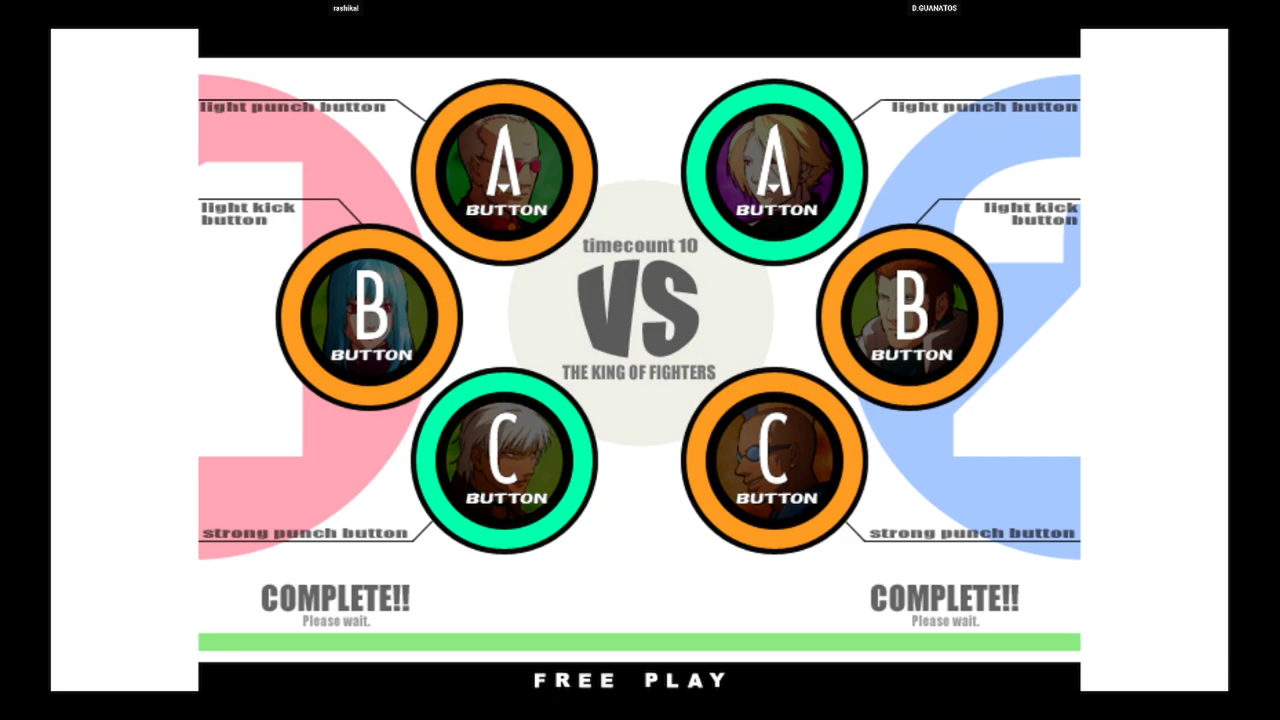 rashikal
D.GUANATOS
light punch button
light punch button
A
BUTTON
A
BUTTON
light kick
button
light kick
button
timecount 10
VS
THE KING OF FIGHTERS
B
BUTTON
B
BUTTON
C
BUTTON
C
BUTTON
strong punch button
strong punch button
COMPLETE!!
Please wait.
COMPLETE!!
Please wait.
FREE PLAY